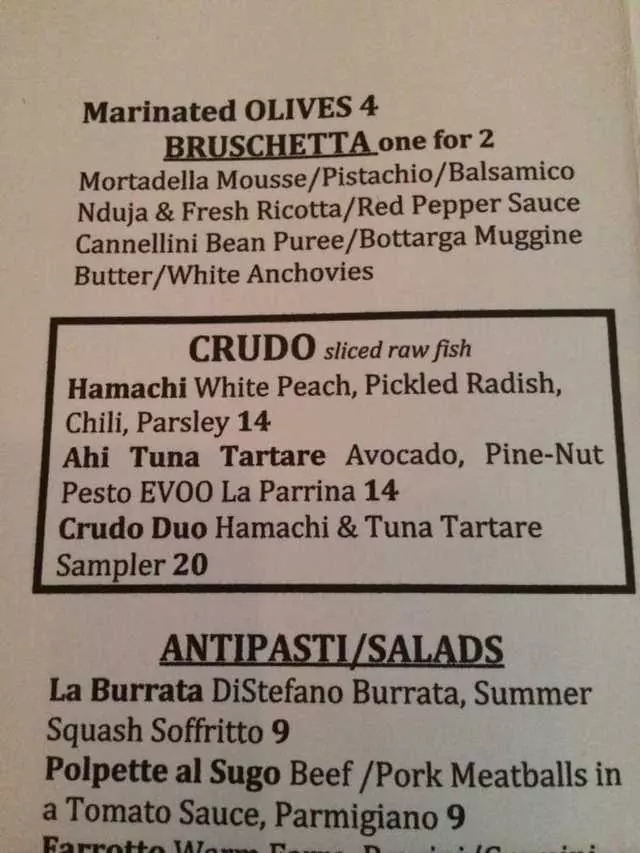 Marinated OLIVES 4
BRUSCHETTA one for 2
Mortadella Mousse/Pistachio/Balsamico
Nduja & Fresh Ricotta/Red Pepper Sauce
Cannellini Bean Puree/Bottarga Muggine
Butter/White Anchovies
CRUDO sliced raw fish
Hamachi White Peach, Pickled Radish,
Chili, Parsley 14
Ahi Tuna Tartare Avocado, Pine-Nut
Pesto EVOO La Parrina 14
Crudo Duo Hamachi & Tuna Tartare
Sampler 20
ANTIPASTI/SALADS
La Burrata DiStefano Burrata, Summer
Squash Soffritto 9
Polpette al Sugo Beef /Pork Meatballs in
a Tomato Sauce, Parmigiano 9
Farrotto Warm